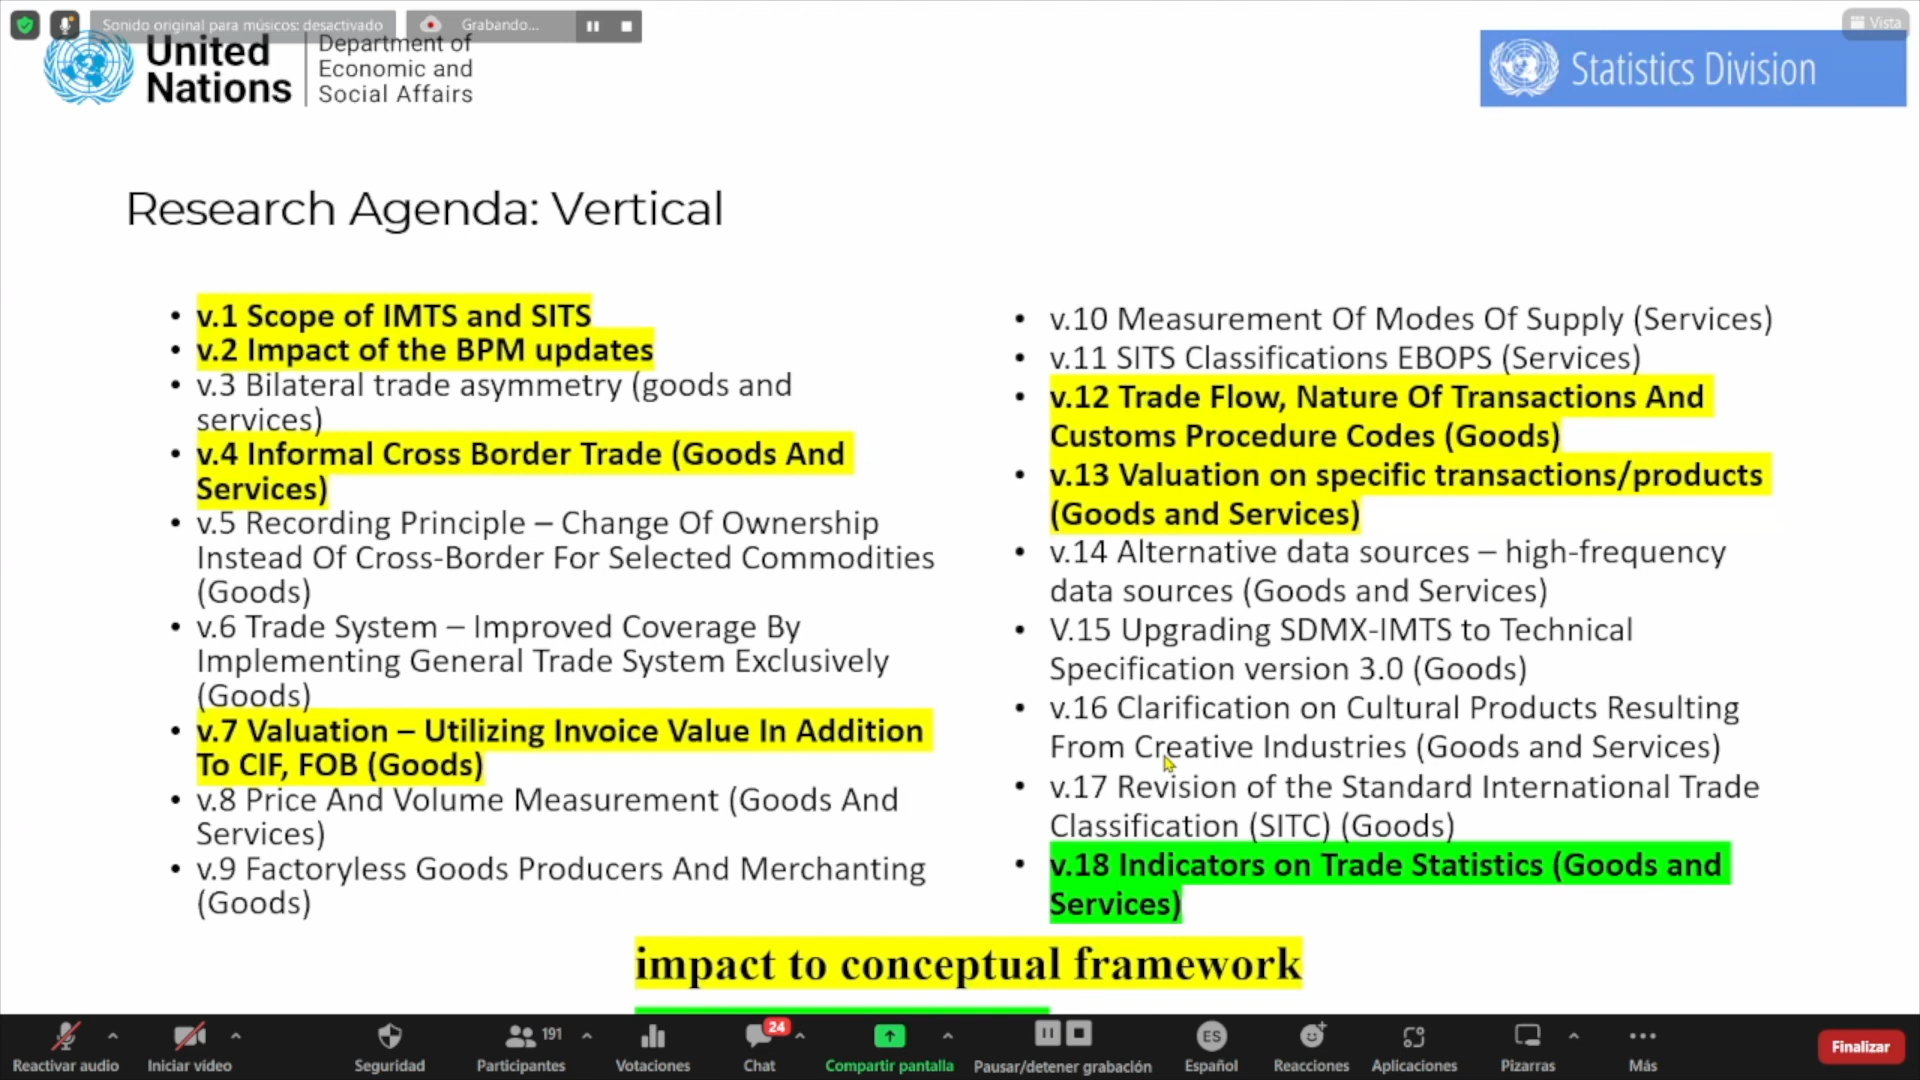 Sonido original para músicos: desactivado
Grabando...
Vista
United
Nations
Department of
Economic and
Social Affairs
Statistics Division
Research Agenda: Vertical
• v.1 Scope of IMTS and SITS
• v.2 Impact of the BPM updates
• v.3 Bilateral trade asymmetry (goods and
services)
• v.4 Informal Cross Border Trade (Goods And
Services)
• v.5 Recording Principle – Change Of Ownership
Instead Of Cross-Border For Selected Commodities
(Goods)
• v.6 Trade System – Improved Coverage By
Implementing General Trade System Exclusively
(Goods)
• v.7 Valuation – Utilizing Invoice Value In Addition
To CIF, FOB (Goods)
• v.8 Price And Volume Measurement (Goods And
Services)
• v.9 Factoryless Goods Producers And Merchanting
(Goods)
• v.10 Measurement Of Modes Of Supply (Services)
• v.11 SITS Classifications EBOPS (Services)
• v.12 Trade Flow, Nature Of Transactions And
Customs Procedure Codes (Goods)
• v.13 Valuation on specific transactions/products
(Goods and Services)
• v.14 Alternative data sources – high-frequency
data sources (Goods and Services)
• V.15 Upgrading SDMX-IMTS to Technical
Specification version 3.0 (Goods)
• v.16 Clarification on Cultural Products Resulting
From Creative Industries (Goods and Services)
• v.17 Revision of the Standard International Trade
Classification (SITC) (Goods)
• v.18 Indicators on Trade Statistics (Goods and
Services)
impact to conceptual framework
191
24
ES
Reactivar audio
Iniciar vídeo
Seguridad
Participantes
Votaciones
Chat
Compartir pantalla
Pausar/detener grabación
Español
Reacciones
Aplicaciones
Pizarras
Más
Finalizar